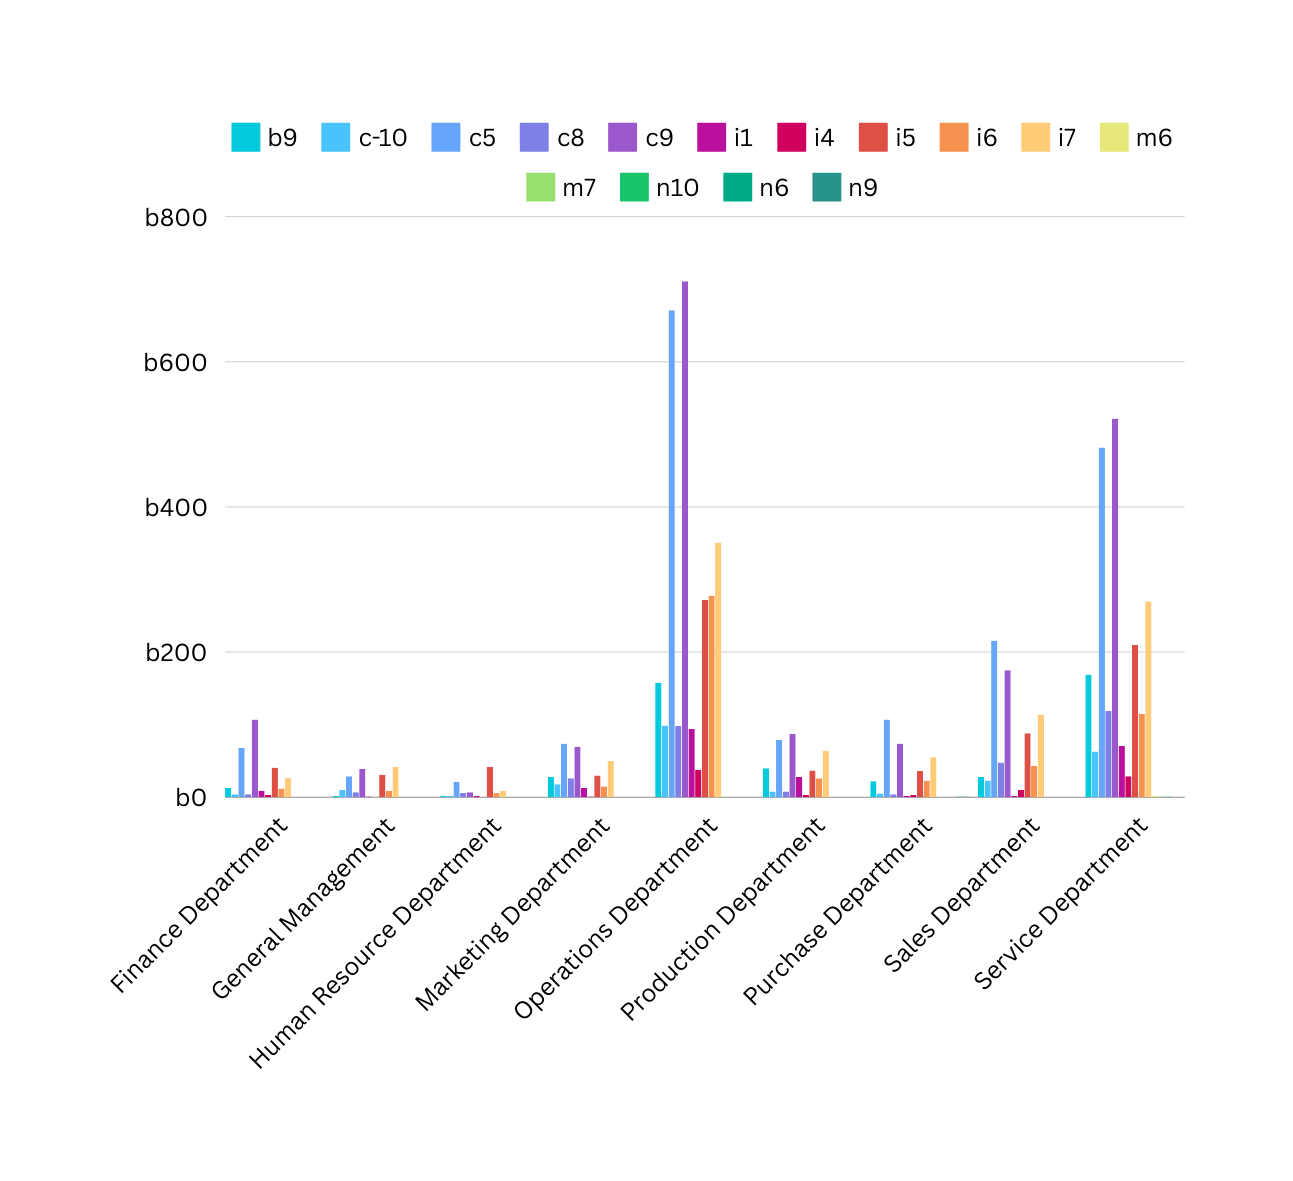 b9 c-10 c5 c8 c9 i1 i4 i5 i6 i7 m6
m7 n10 n6 n9
b800
b600
b400
b200
b0
Finance Department
General Management
Human Resource Department
Marketing Department
Operations Department
Production Department
Purchase Department
Sales Department
Service Department